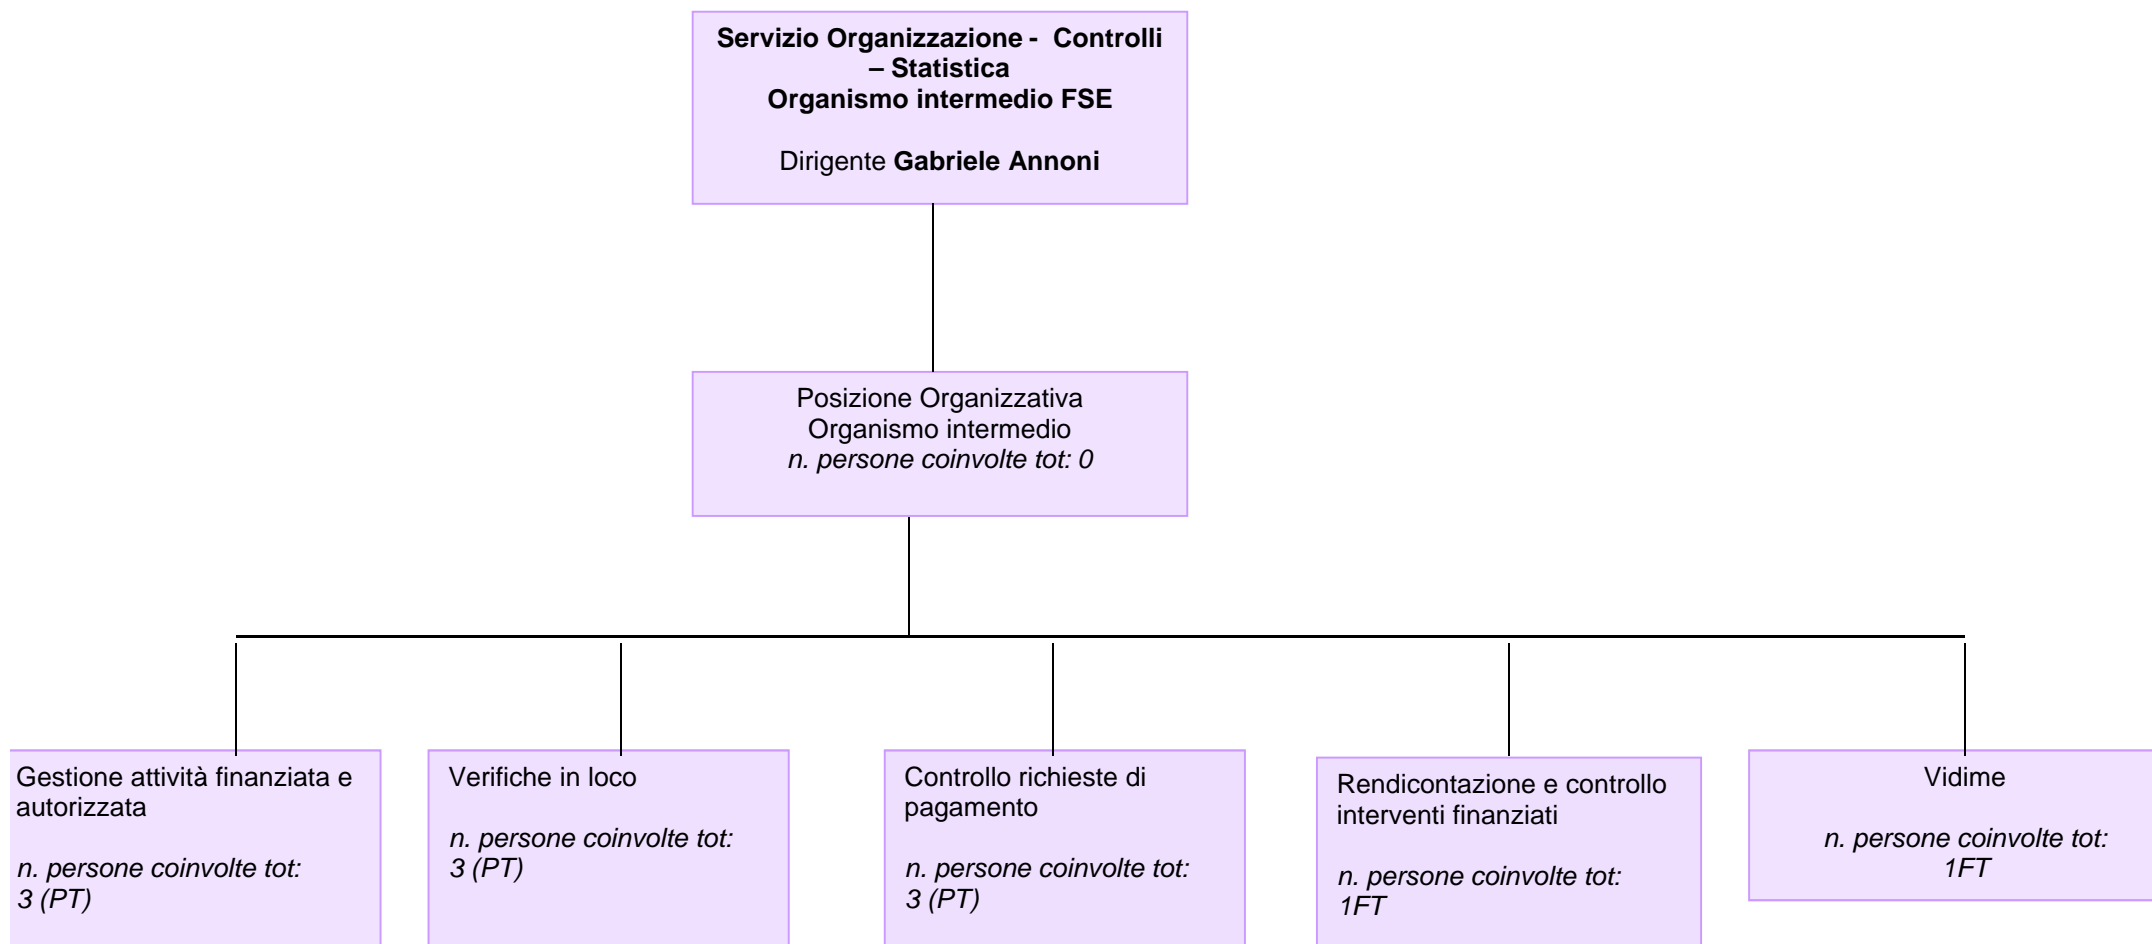 Servizio Organizzazione - Controlli
– Statistica
Organismo intermedio FSE
Dirigente Gabriele Annoni
Posizione Organizzativa
Organismo intermedio
n. persone coinvolte tot: 0
Gestione attività finanziata e
autorizzata
n. persone coinvolte tot:
3 (PT)
Verifiche in loco
n. persone coinvolte tot:
3 (PT)
Controllo richieste di
pagamento
n. persone coinvolte tot:
3 (PT)
Rendicontazione e controllo
interventi finanziati
n. persone coinvolte tot:
1FT
Vidime
n. persone coinvolte tot:
1FT